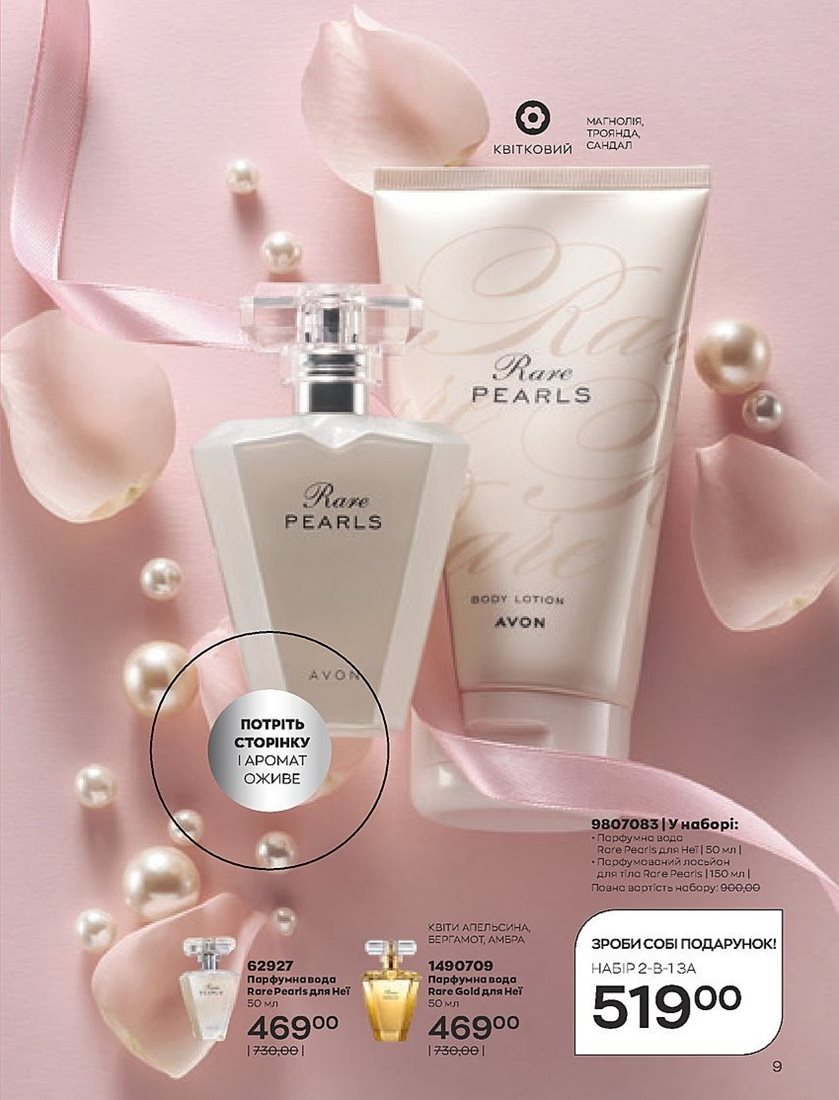 КВІТКОВИЙ
МАГНОЛІЯ,
ТРОЯНДА,
САНДАЛ
Rare
PEARLS
BODY LOTION
AVON
Rare
PEARLS
AVON
ПОТРІТЬ
СТОРІНКУ
І АРОМАТ
ОЖИВЕ
9807083 | У наборі:
• Парфумна вода
Rare Pearls для Неї | 50 мл |
• Парфумований лосьйон
для тіла Rare Pearls | 150 мл |
Повна вартість набору: 900,00
ЗРОБИ СОБІ ПОДАРУНОК!
НАБІР 2-В-1 ЗА
519⁰⁰
62927
Парфумна вода
Rare Pearls для Неї
50 мл
469⁰⁰
| 730,00 |
КВІТИ АПЕЛЬСИНА,
БЕРГАМОТ, АМБРА
1490709
Парфумна вода
Rare Gold для Неї
50 мл
469⁰⁰
| 730,00 |
9